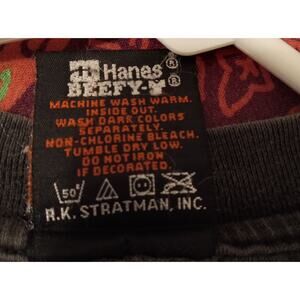 Hanes®
BEEFY-T®
MACHINE WASH WARM.
INSIDE OUT.
WASH DARK COLORS
SEPARATELY.
NON-CHLORINE BLEACH.
TUMBLE DRY LOW.
DO NOT IRON
IF DECORATED.
50°
R.K. STRATMAN, INC.